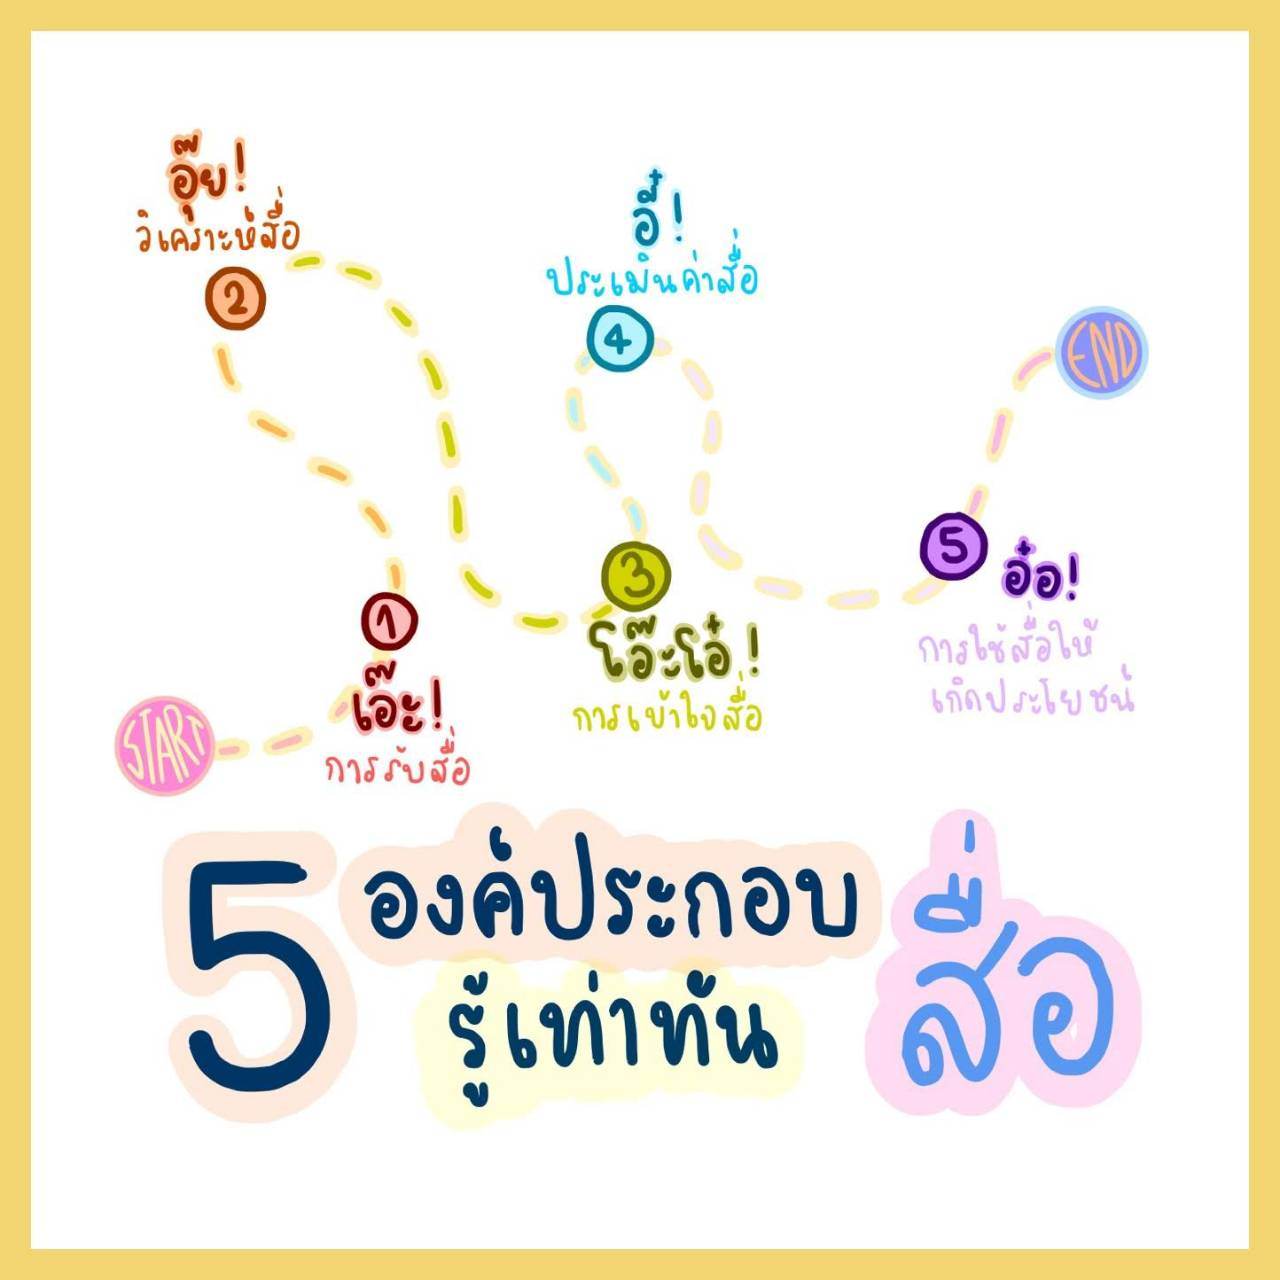 อุ๊ย!
วิเคราะห์สื่อ
2
อี๋!
ประเมินค่าสื่อ
4
END
5
อ๋อ!
การใช้สื่อให้
เกิดประโยชน์
3
โอ๊ะโอ๋!
การเข้าใจสื่อ
1
เอ๊ะ!
การรับสื่อ
START
5 องค์ประกอบ
รู้เท่าทัน สื่อ